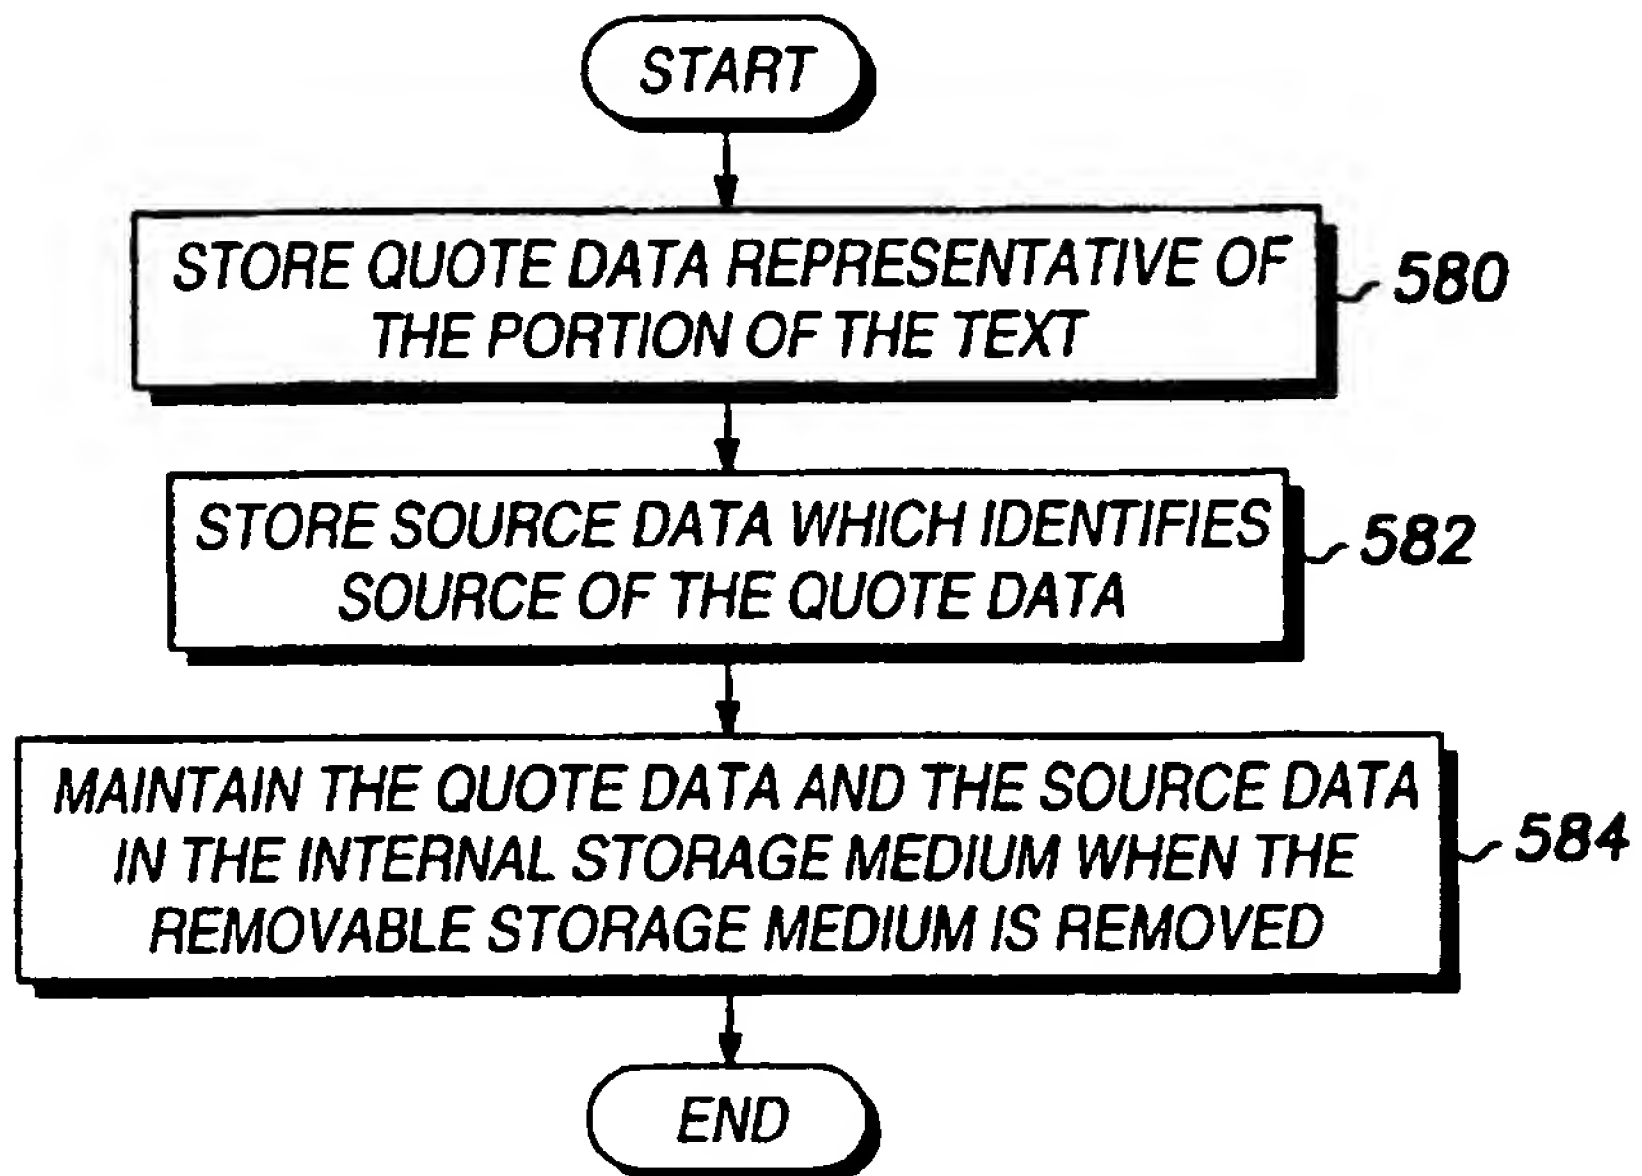 START
STORE QUOTE DATA REPRESENTATIVE OF
THE PORTION OF THE TEXT
580
STORE SOURCE DATA WHICH IDENTIFIES
SOURCE OF THE QUOTE DATA
582
MAINTAIN THE QUOTE DATA AND THE SOURCE DATA
IN THE INTERNAL STORAGE MEDIUM WHEN THE
REMOVABLE STORAGE MEDIUM IS REMOVED
584
END